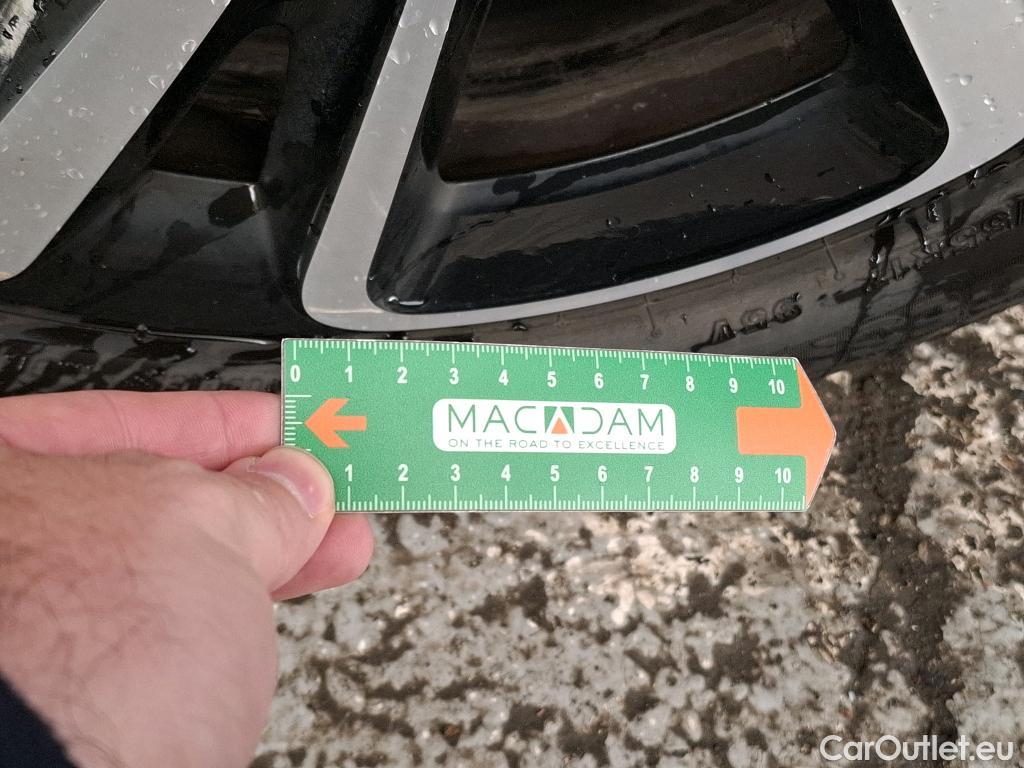 0 1 2 3 4 5 6 7 8 9 10
MACADAM
ON THE ROAD TO EXCELLENCE
1 2 3 4 5 6 7 8 9 10
CarOutlet.eu